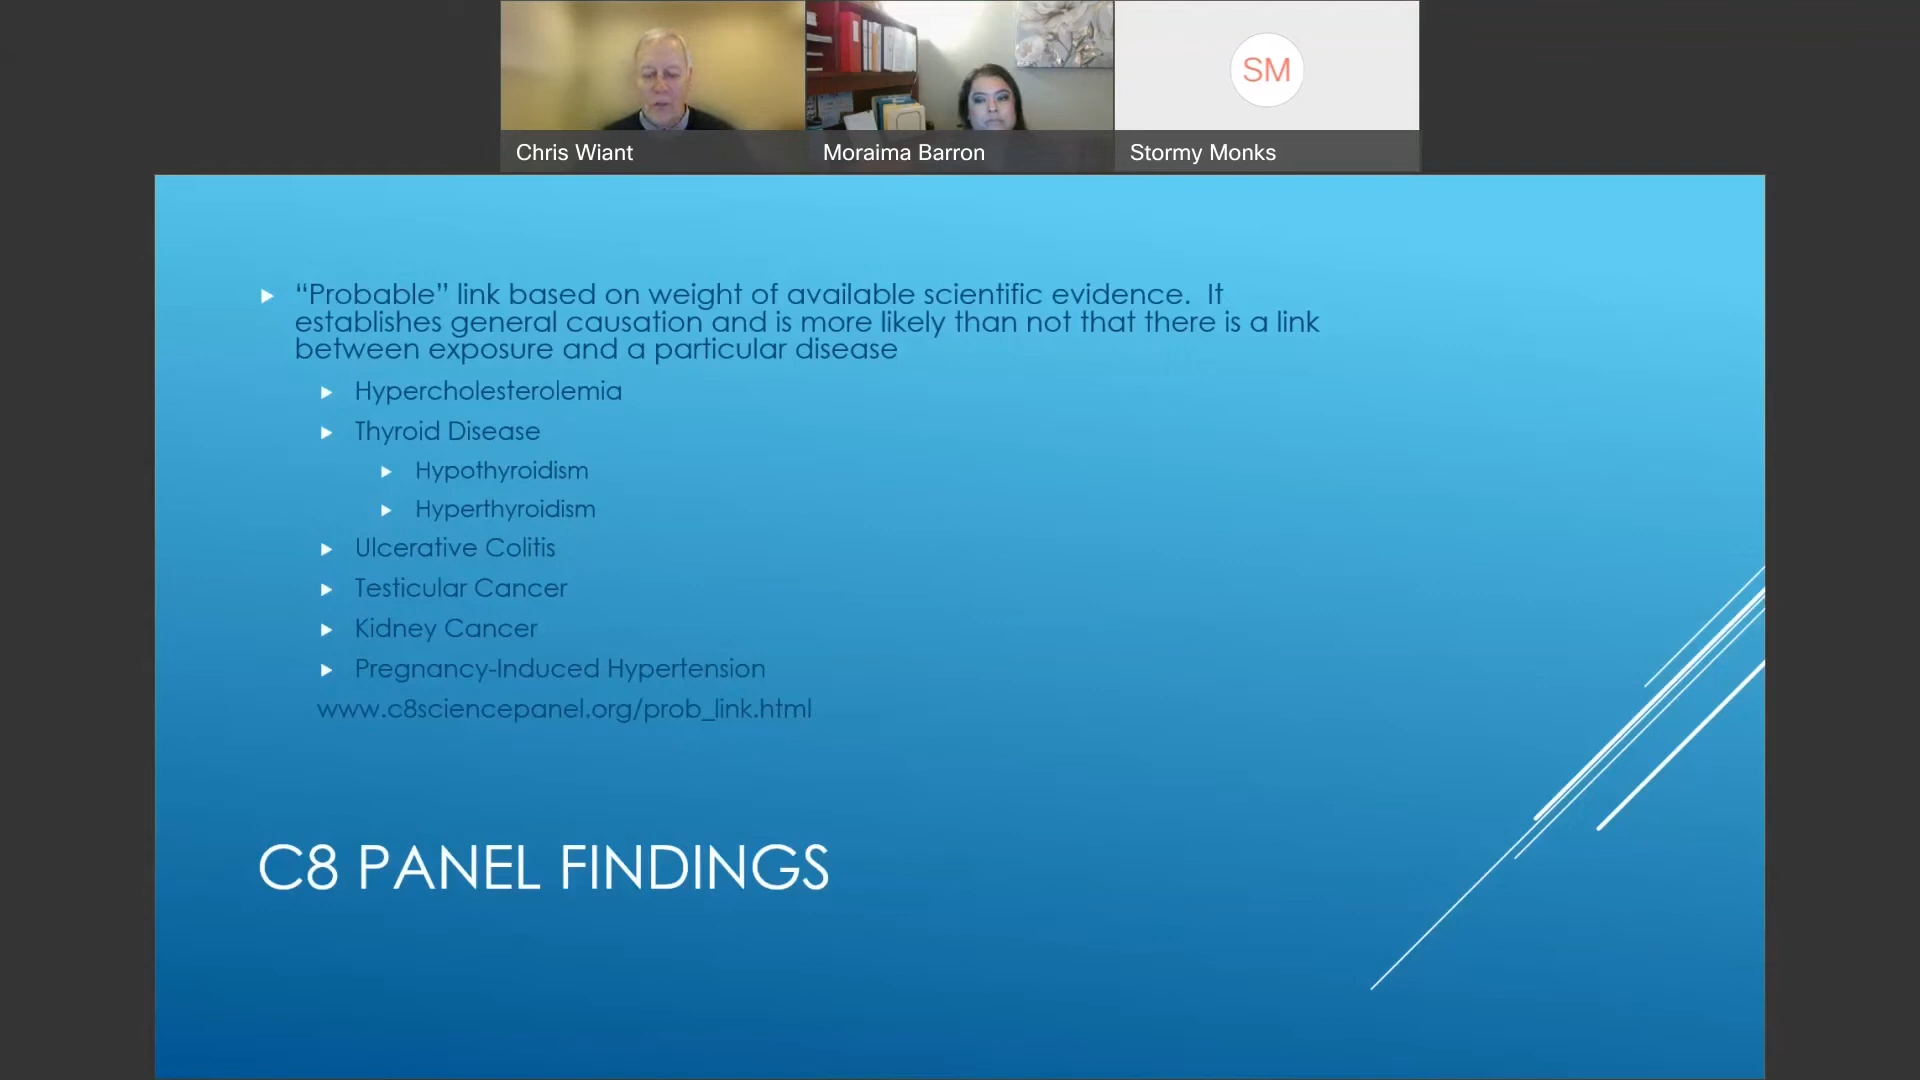 SM
Chris Wiant
Moraima Barron
Stormy Monks
“Probable” link based on weight of available scientific evidence.  It
establishes general causation and is more likely than not that there is a link
between exposure and a particular disease
Hypercholesterolemia
Thyroid Disease
Hypothyroidism
Hyperthyroidism
Ulcerative Colitis
Testicular Cancer
Kidney Cancer
Pregnancy-Induced Hypertension
www.c8sciencepanel.org/prob_link.html
C8 PANEL FINDINGS